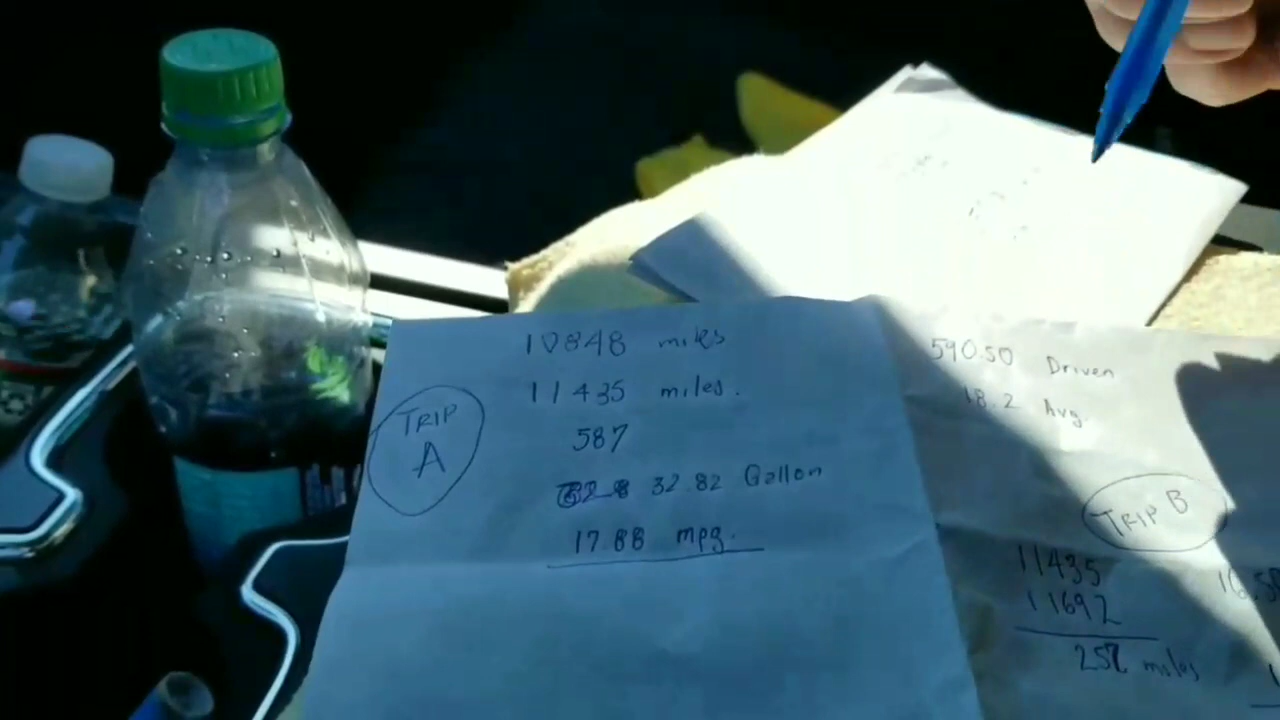 10848 miles
11435 miles.
TRIP
A
587
32.82 Gallon
17.88 mpg.
590.50 Driven
18.2 Avg.
TRIP B
11435
11692
257 miles